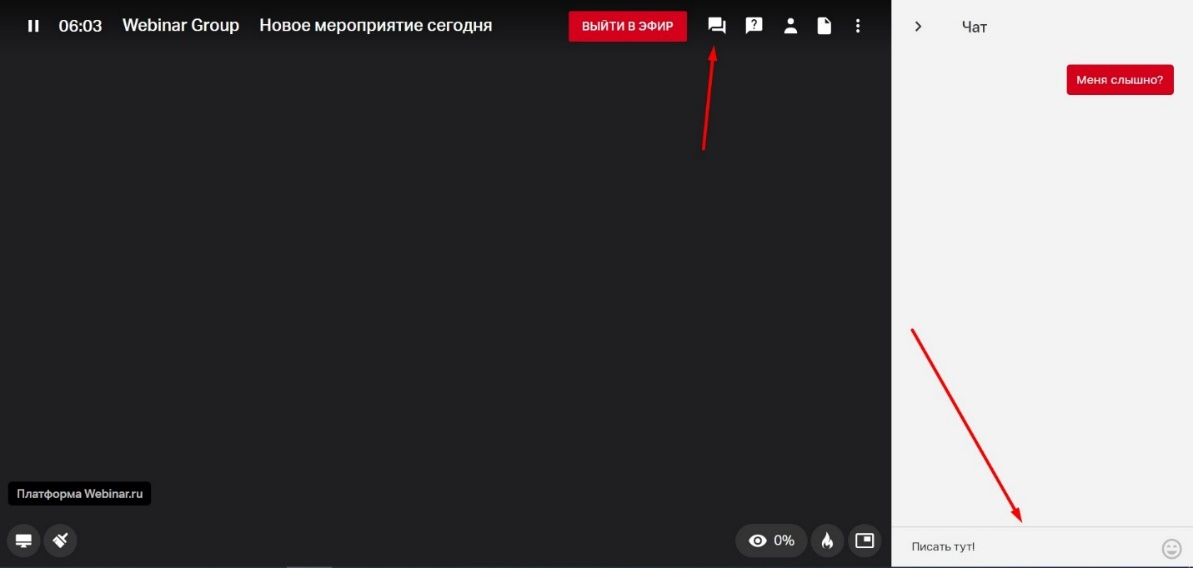 06:03 Webinar Group Новое мероприятие сегодня ВЫЙТИ В ЭФИР ?
Чат
Меня слышно?
Платформа Webinar.ru
0%
Писать тут!